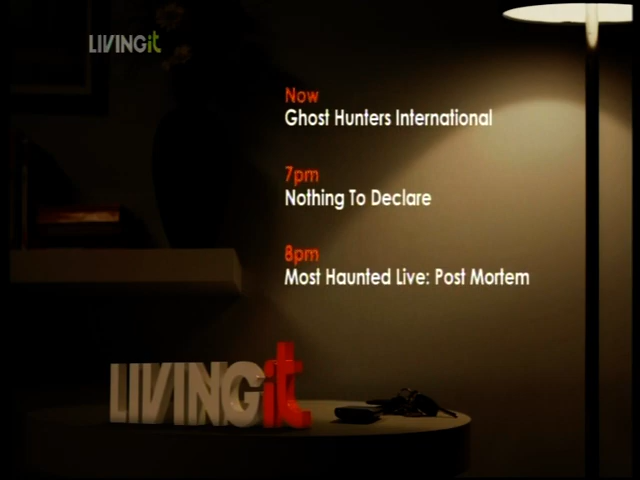 LIVINGit
Now
Ghost Hunters International
7pm
Nothing To Declare
8pm
Most Haunted Live: Post Mortem
LIVINGit